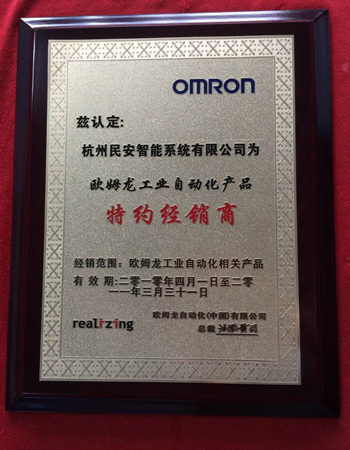 OMRON
兹认定:
杭州民安智能系统有限公司为
欧姆龙工业自动化产品
特约经销商
经销范围：欧姆龙工业自动化相关产品
有 效 期:二零一零年四月一日至二零
一一年三月三十一日
realizing
欧姆龙自动化(中国)有限公司
总裁